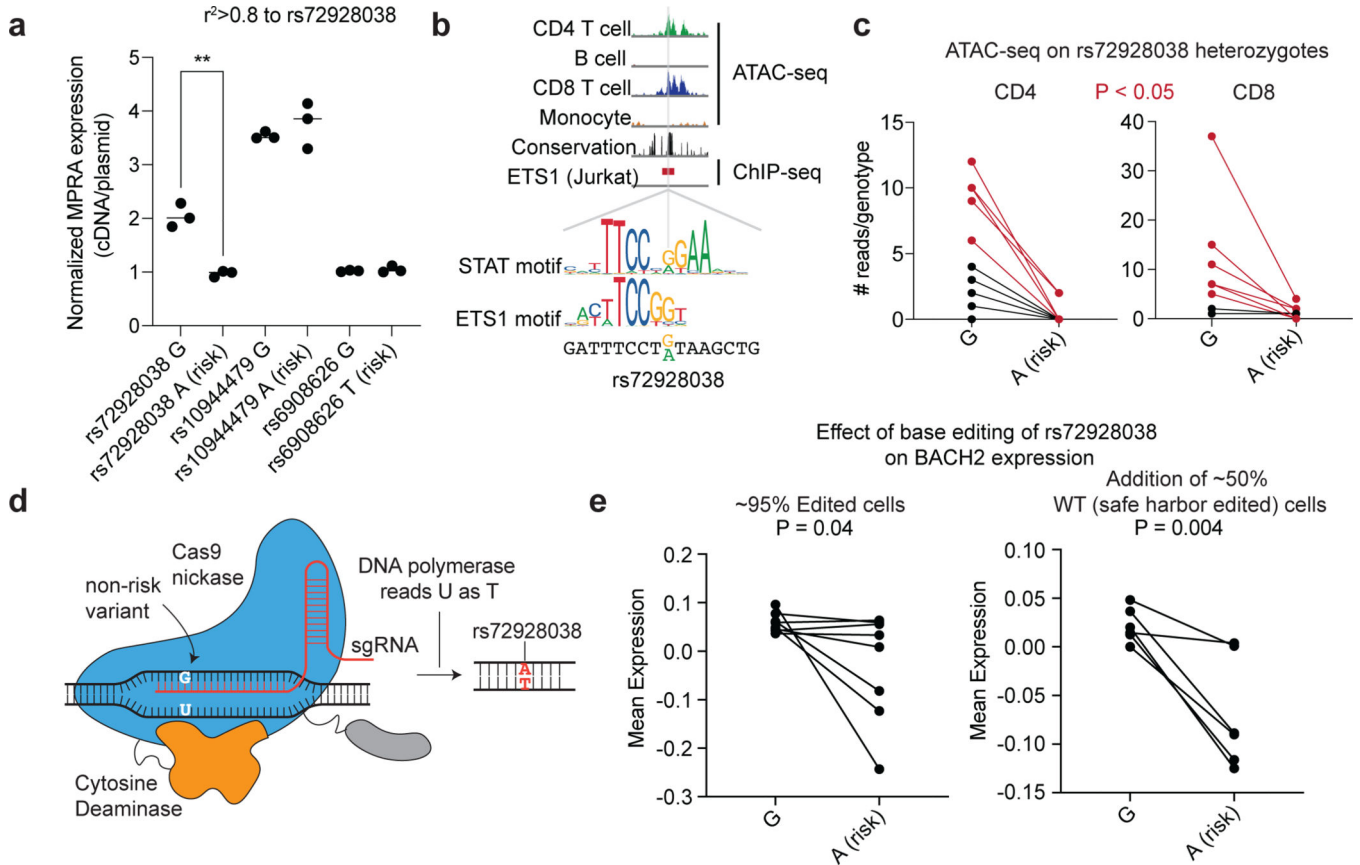 a
r²>0.8 to rs72928038
Normalized MPRA expression
(cDNA/plasmid)
5
4
3
2
1
0
**
rs72928038 G
rs72928038 A (risk)
rs10944479 G
rs10944479 A (risk)
rs6908626 G
rs6908626 T (risk)
b
CD4 T cell
B cell
CD8 T cell
Monocyte
ATAC-seq
Conservation
ETS1 (Jurkat)
ChIP-seq
STAT motif
ETS1 motif
G
GATTTCCT TAAGCTG
A
rs72928038
c
ATAC-seq on rs72928038 heterozygotes
CD4 P < 0.05 CD8
# reads/genotype
15
10
5
0
G
A (risk)
40
30
20
10
0
G
A (risk)
d
Cas9
nickase
non-risk
variant
G
U
sgRNA
Cytosine
Deaminase
DNA polymerase
reads U as T
rs72928038
A
T
Effect of base editing of rs72928038
on BACH2 expression
e
~95% Edited cells
P = 0.04
Mean Expression
0.2
0.1
0.0
-0.1
-0.2
-0.3
G
A (risk)
Addition of ~50%
WT (safe harbor edited) cells
P = 0.004
Mean Expression
0.10
0.05
0.00
-0.05
-0.10
-0.15
G
A (risk)